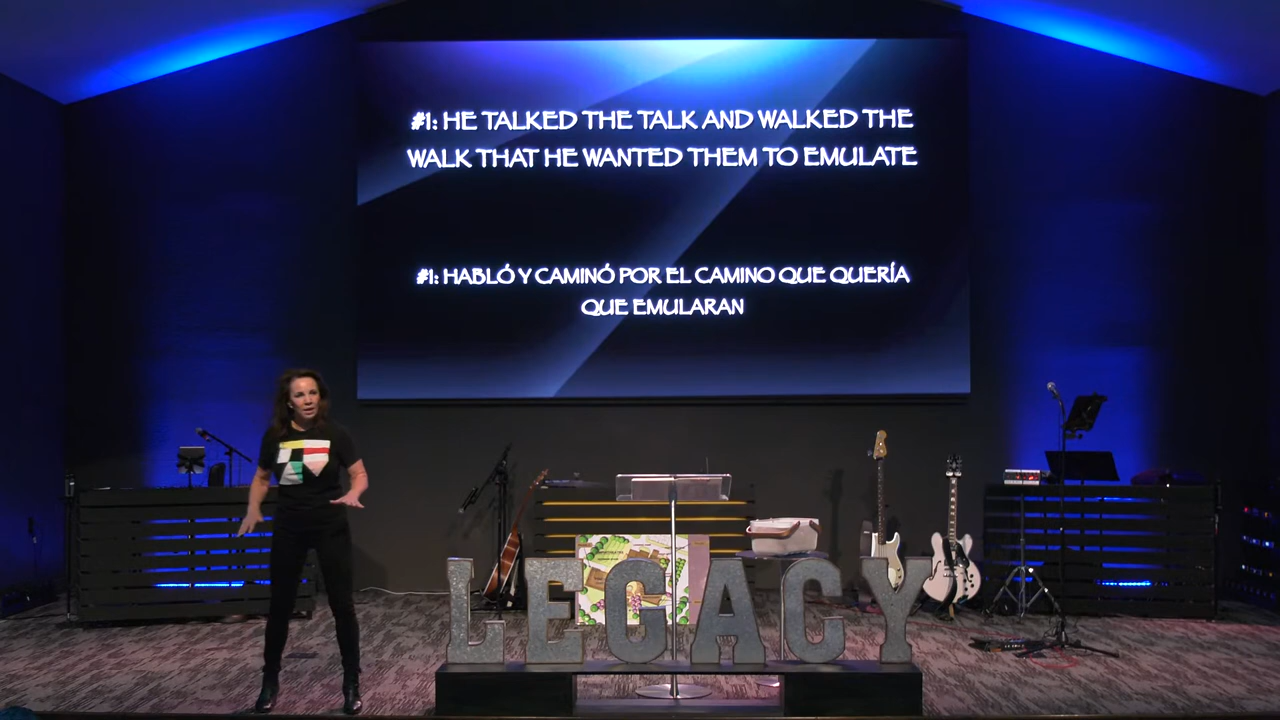 #1: HE TALKED THE TALK AND WALKED THE
WALK THAT HE WANTED THEM TO EMULATE
#1: HABLÓ Y CAMINÓ POR EL CAMINO QUE QUERÍA
QUE EMULARAN
LEGACY